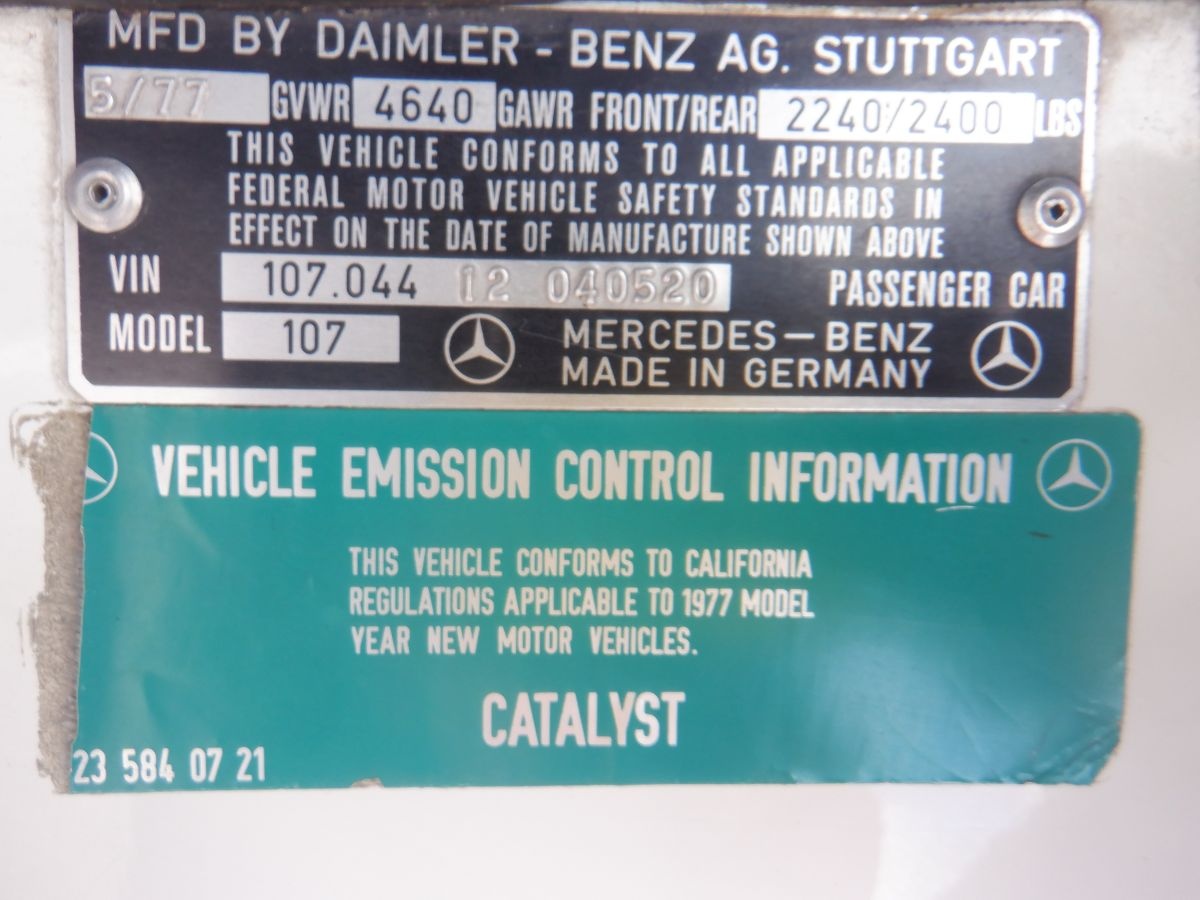 MFD BY DAIMLER - BENZ AG. STUTTGART
5/77 GVWR 4640 GAWR FRONT/REAR 2240/2400 LBS
THIS VEHICLE CONFORMS TO ALL APPLICABLE
FEDERAL MOTOR VEHICLE SAFETY STANDARDS IN
EFFECT ON THE DATE OF MANUFACTURE SHOWN ABOVE
VIN 107.044 12 040520 PASSENGER CAR
MODEL 107 MERCEDES-BENZ
MADE IN GERMANY
VEHICLE EMISSION CONTROL INFORMATION
THIS VEHICLE CONFORMS TO CALIFORNIA
REGULATIONS APPLICABLE TO 1977 MODEL
YEAR NEW MOTOR VEHICLES.
CATALYST
23 584 07 21